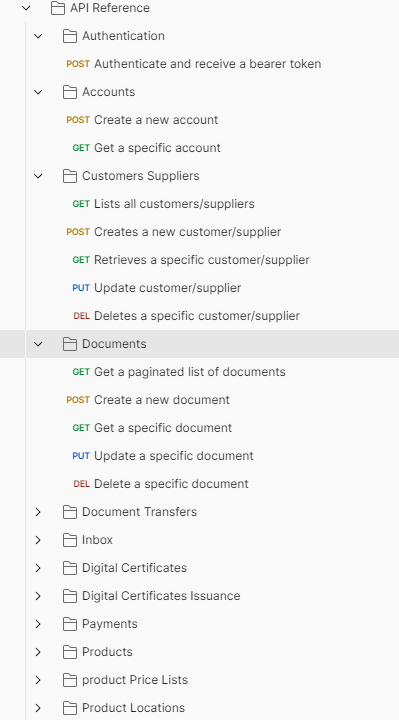 API Reference
Authentication
POST Authenticate and receive a bearer token
Accounts
POST Create a new account
GET Get a specific account
Customers Suppliers
GET Lists all customers/suppliers
POST Creates a new customer/supplier
GET Retrieves a specific customer/supplier
PUT Update customer/supplier
DEL Deletes a specific customer/supplier
Documents
GET Get a paginated list of documents
POST Create a new document
GET Get a specific document
PUT Update a specific document
DEL Delete a specific document
Document Transfers
Inbox
Digital Certificates
Digital Certificates Issuance
Payments
Products
product Price Lists
Product Locations